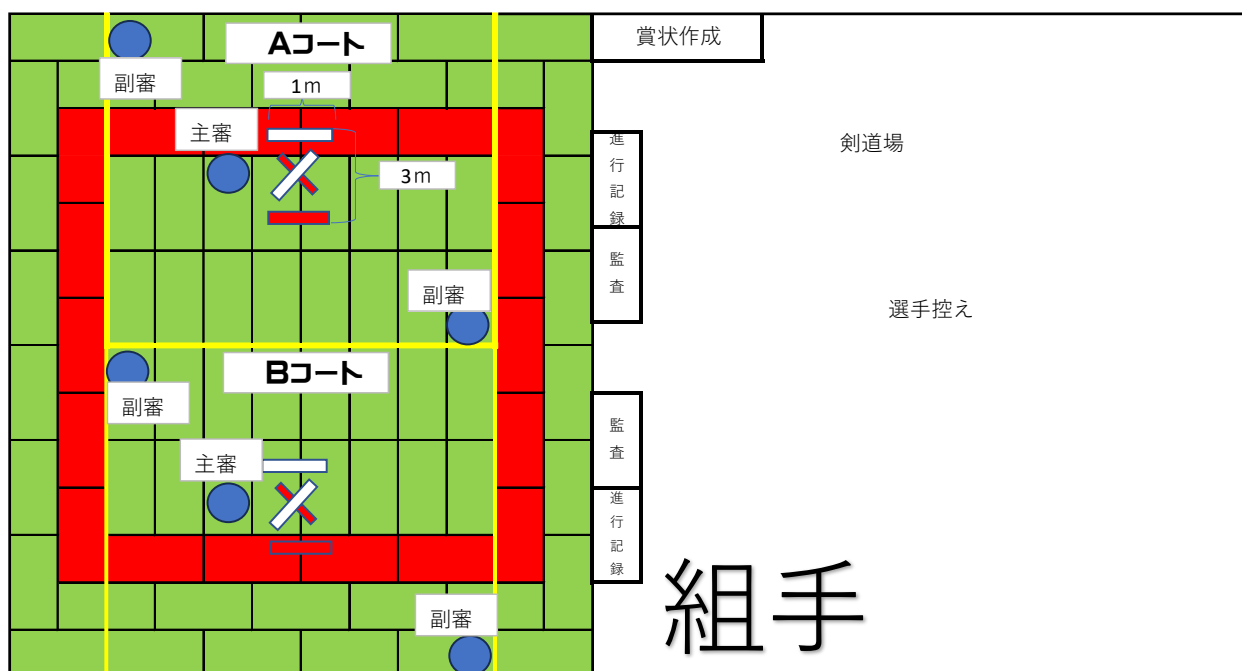 Aコート
賞状作成
副審
1m
主審
3m
進行記録
剣道場
監査
副審
選手控え
Bコート
副審
監査
主審
進行記録
組手
副審